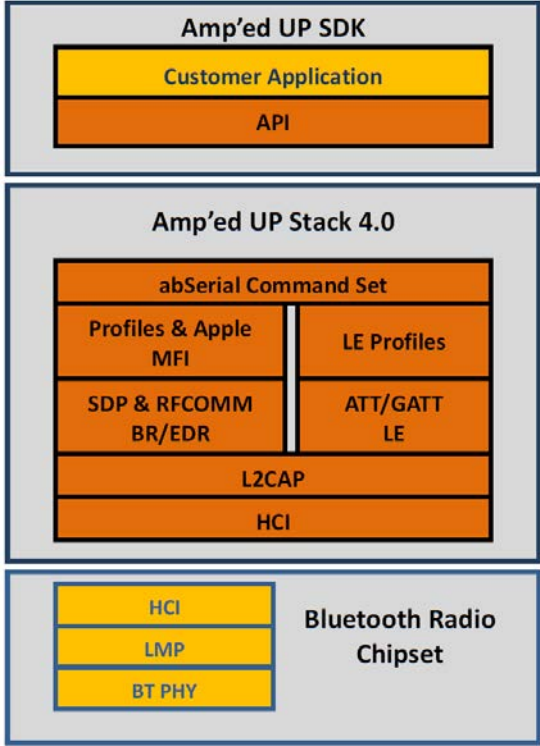 Amp’ed UP SDK
Customer Application
API
Amp’ed UP Stack 4.0
abSerial Command Set
Profiles & Apple
MFI
LE Profiles
SDP & RFCOMM
BR/EDR
ATT/GATT
LE
L2CAP
HCI
HCI
LMP
BT PHY
Bluetooth Radio
Chipset